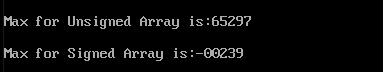 Max for Unsigned Array is:65297
Max for Signed Array is:-00239